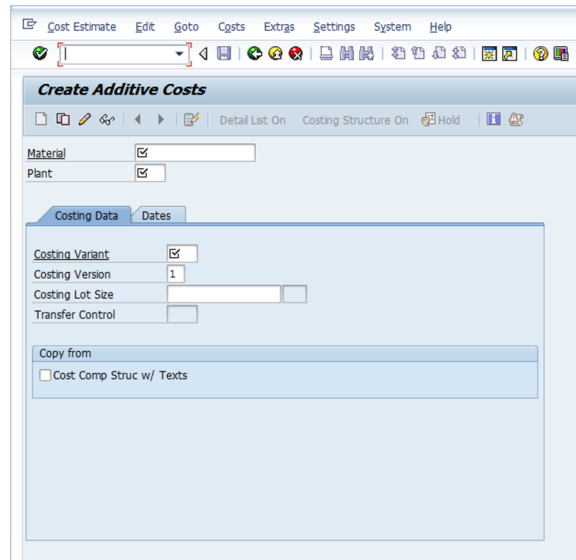 Cost Estimate Edit Goto Costs Extras Settings System Help
Create Additive Costs
Detail List On Costing Structure On Hold
Material
Plant
Costing Data Dates
Costing Variant
Costing Version 1
Costing Lot Size
Transfer Control
Copy from
Cost Comp Struc w/ Texts